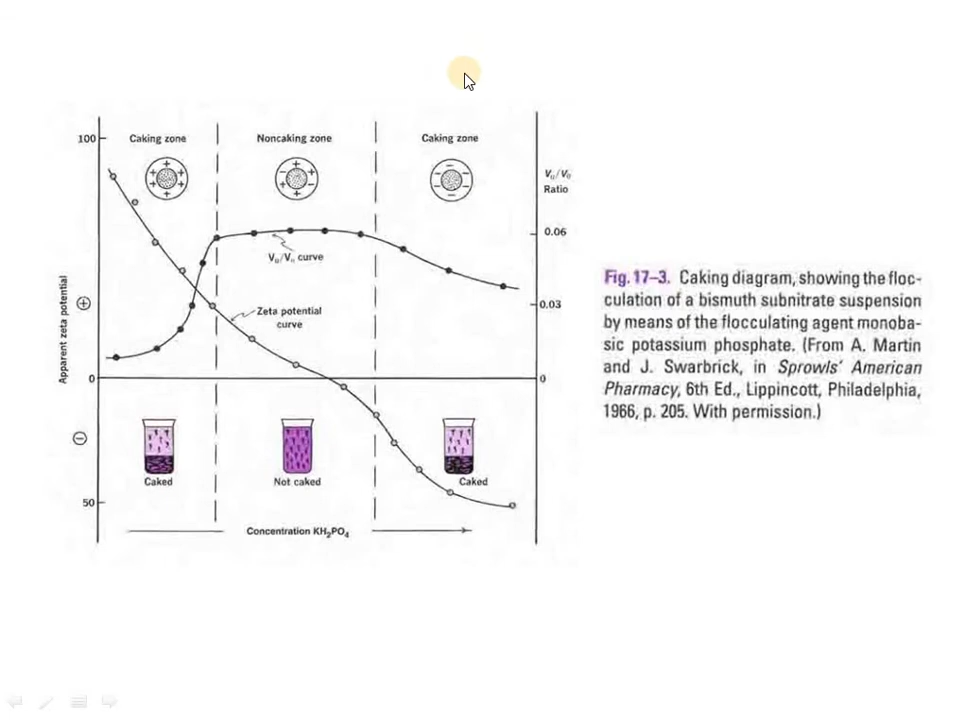 100
Caking zone
Noncaking zone
Caking zone
+ + + + + +
− + − + − +
− − − − −
Vu/V0
Ratio
0.06
Vu/V0 curve
0.03
Zeta potential
curve
Apparent zeta potential
+
0
0
−
Caked
Not caked
Caked
50
Concentration KH2PO4
Fig. 17–3. Caking diagram, showing the floc-
culation of a bismuth subnitrate suspension
by means of the flocculating agent monoba-
sic potassium phosphate. (From A. Martin
and J. Swarbrick, in Sprowls' American
Pharmacy, 6th Ed., Lippincott, Philadelphia,
1966, p. 205. With permission.)